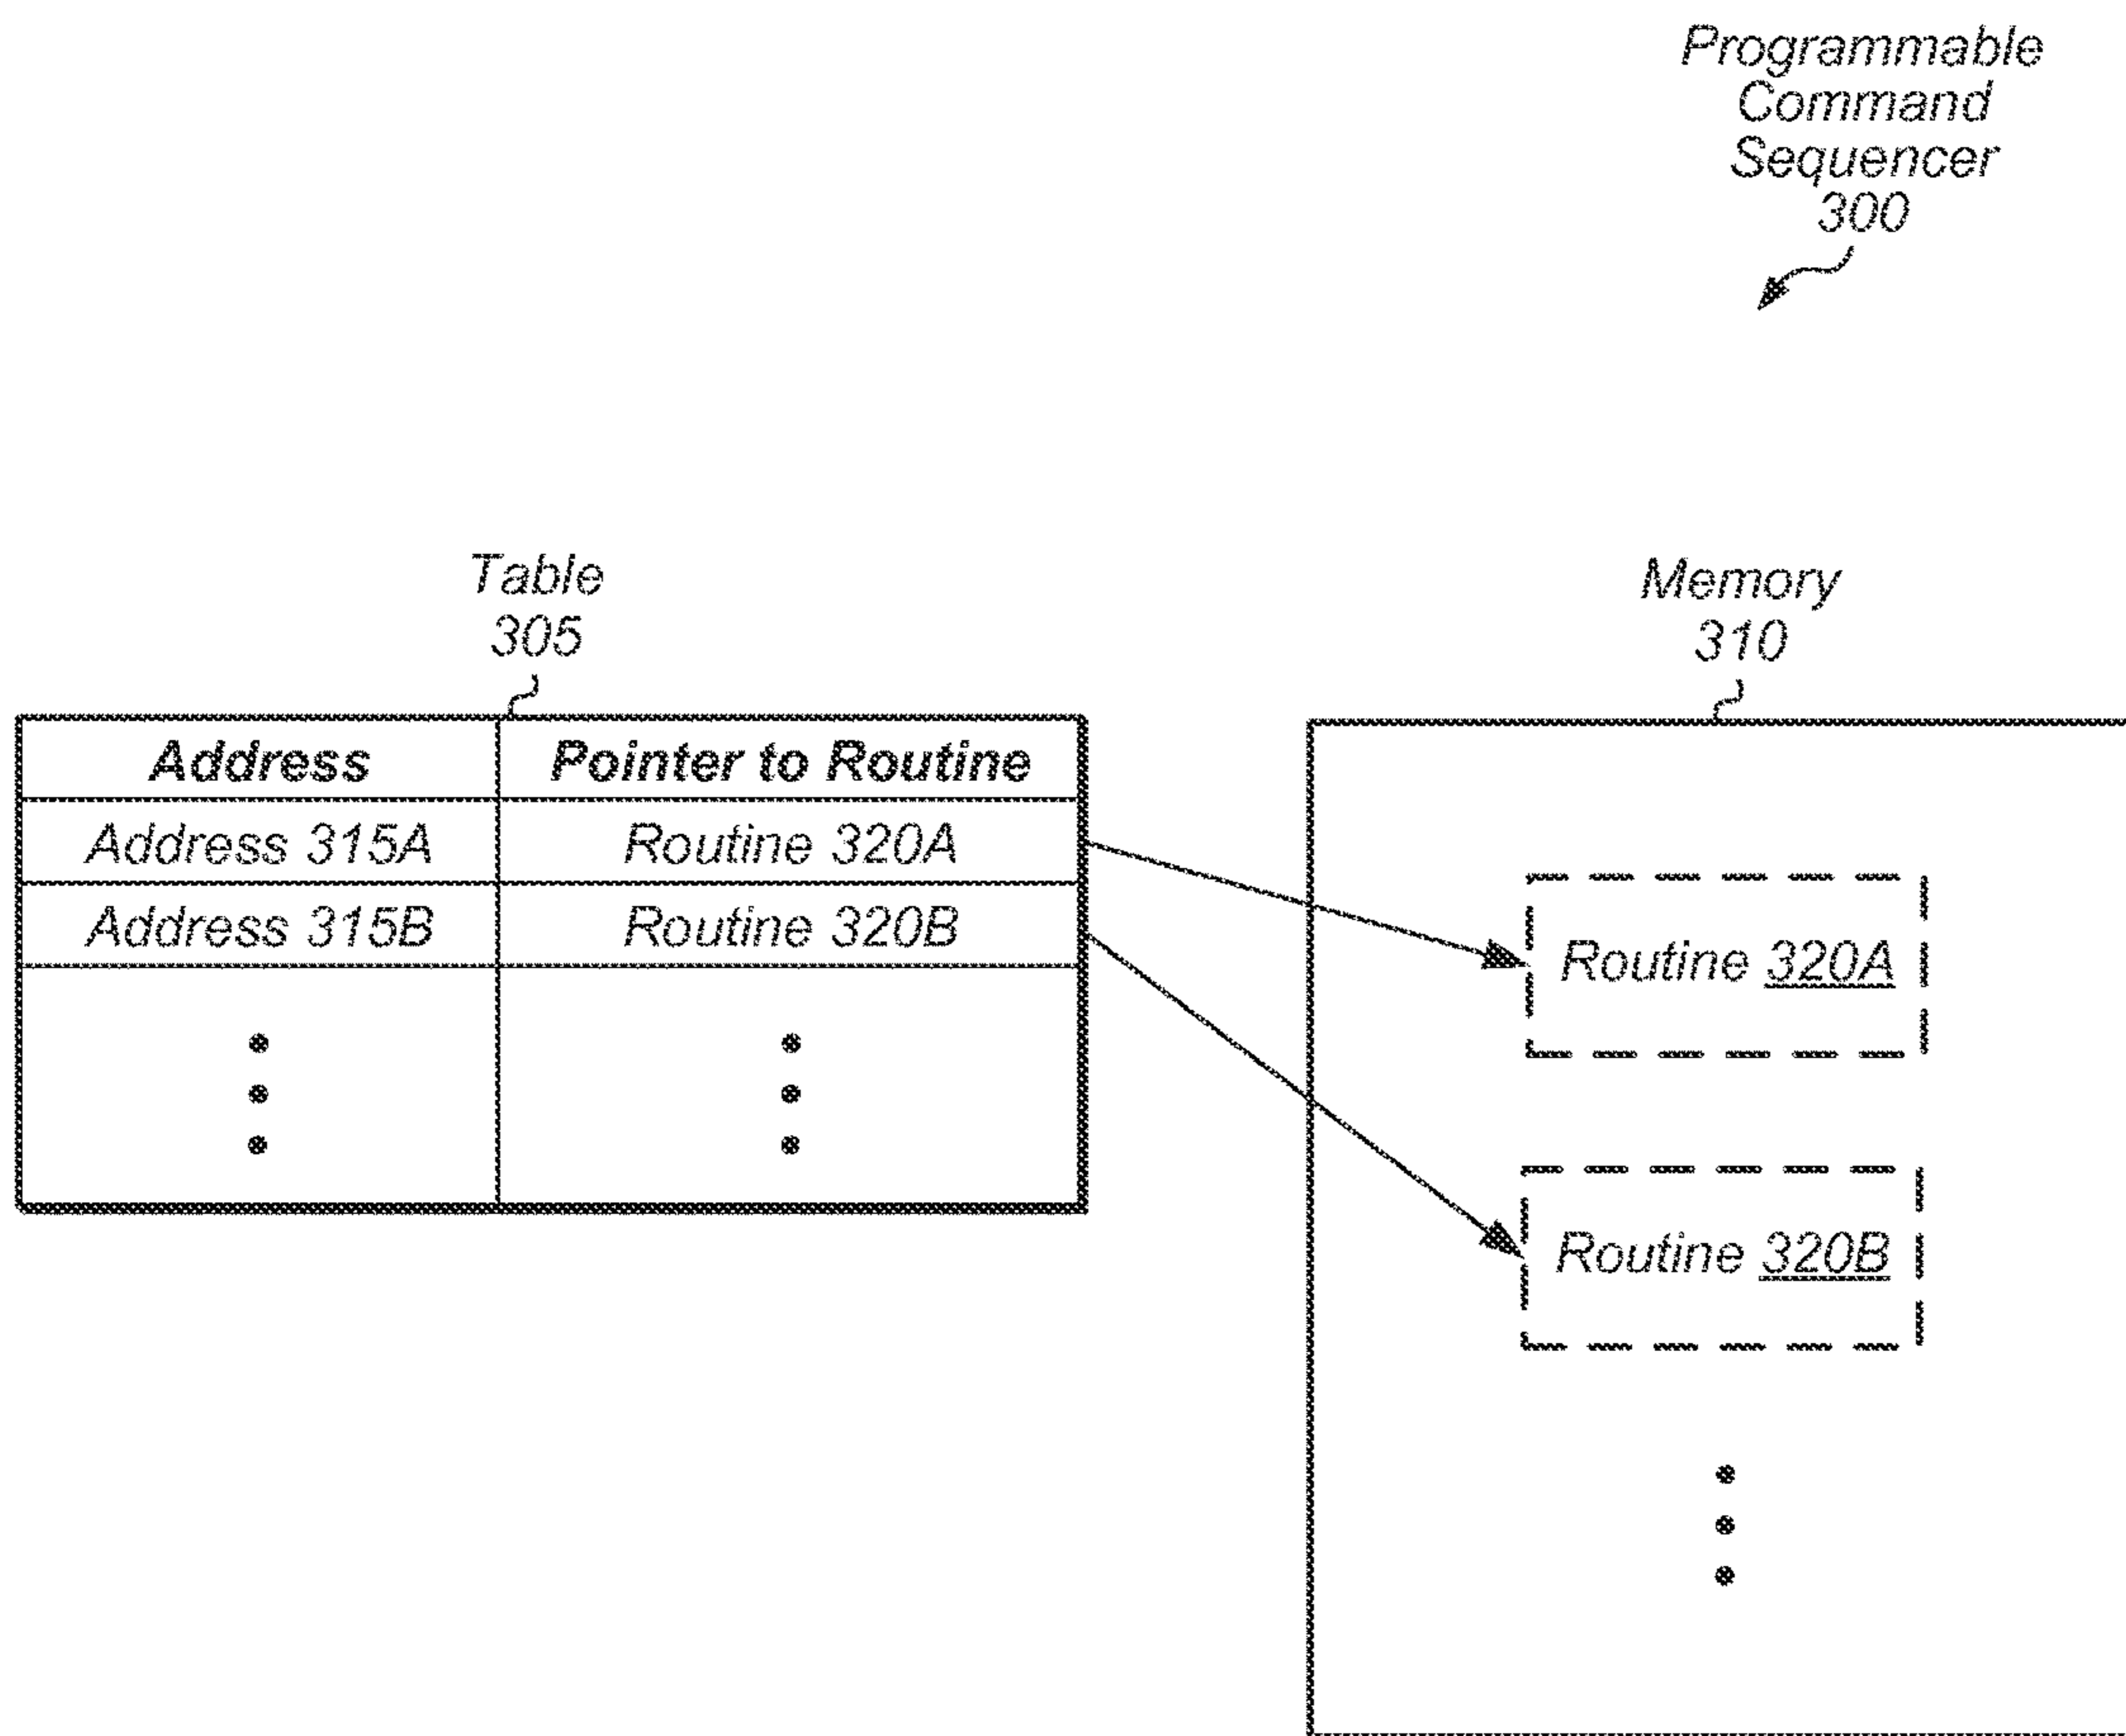 Programmable
Command
Sequencer
300
Table
305
Memory
310
Address Pointer to Routine
Address 315A Routine 320A
Address 315B Routine 320B
Routine 320A
Routine 320B